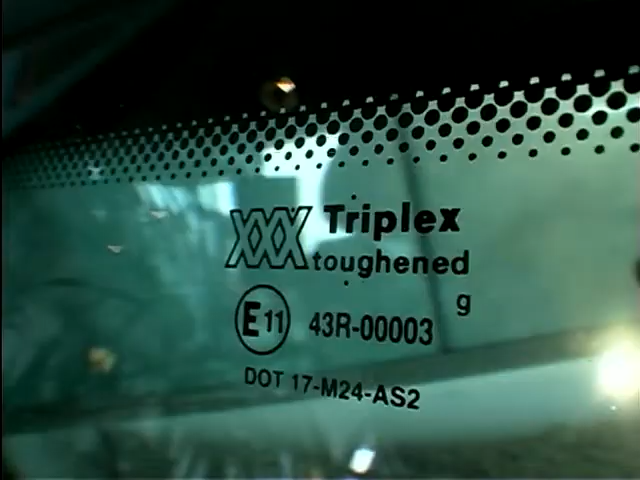 XXX Triplex
toughened
g
E11 43R-00003
DOT 17-M24-AS2